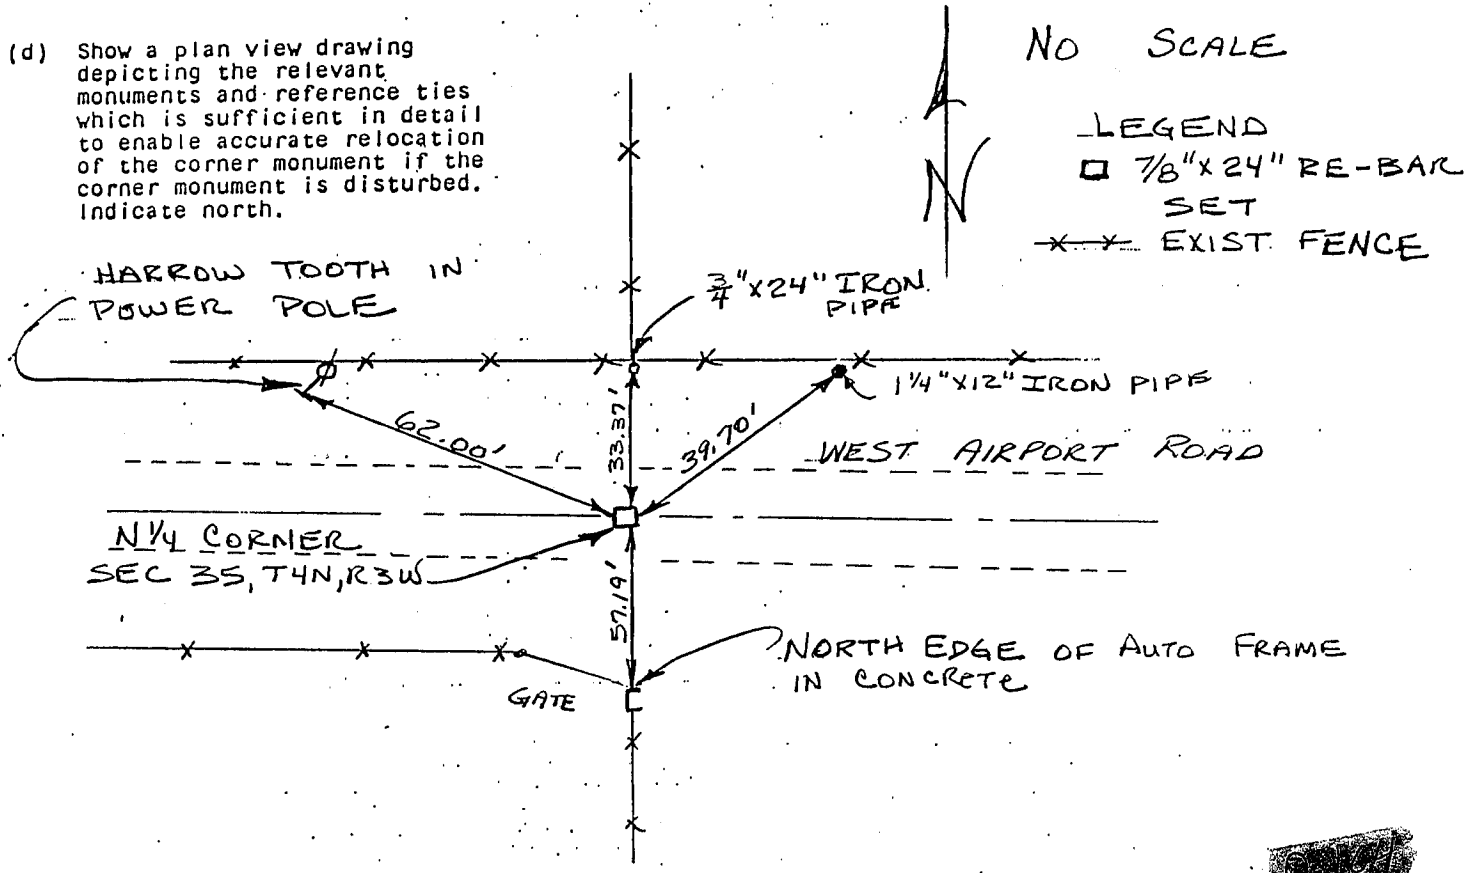 (d) Show a plan view drawing
depicting the relevant
monuments and reference ties
which is sufficient in detail
to enable accurate relocation
of the corner monument if the
corner monument is disturbed.
Indicate north.
NO SCALE
N
LEGEND
7/8" X 24" RE-BAR
SET
EXIST. FENCE
HARROW TOOTH IN
POWER POLE
3/4" X 24" IRON
PIPE
1 1/4" X 12" IRON PIPE
62.00'
33.37'
39.70'
WEST AIRPORT ROAD
N 1/4 CORNER
SEC 35, T4N, R3W
57.19'
NORTH EDGE OF AUTO FRAME
IN CONCRETE
GATE